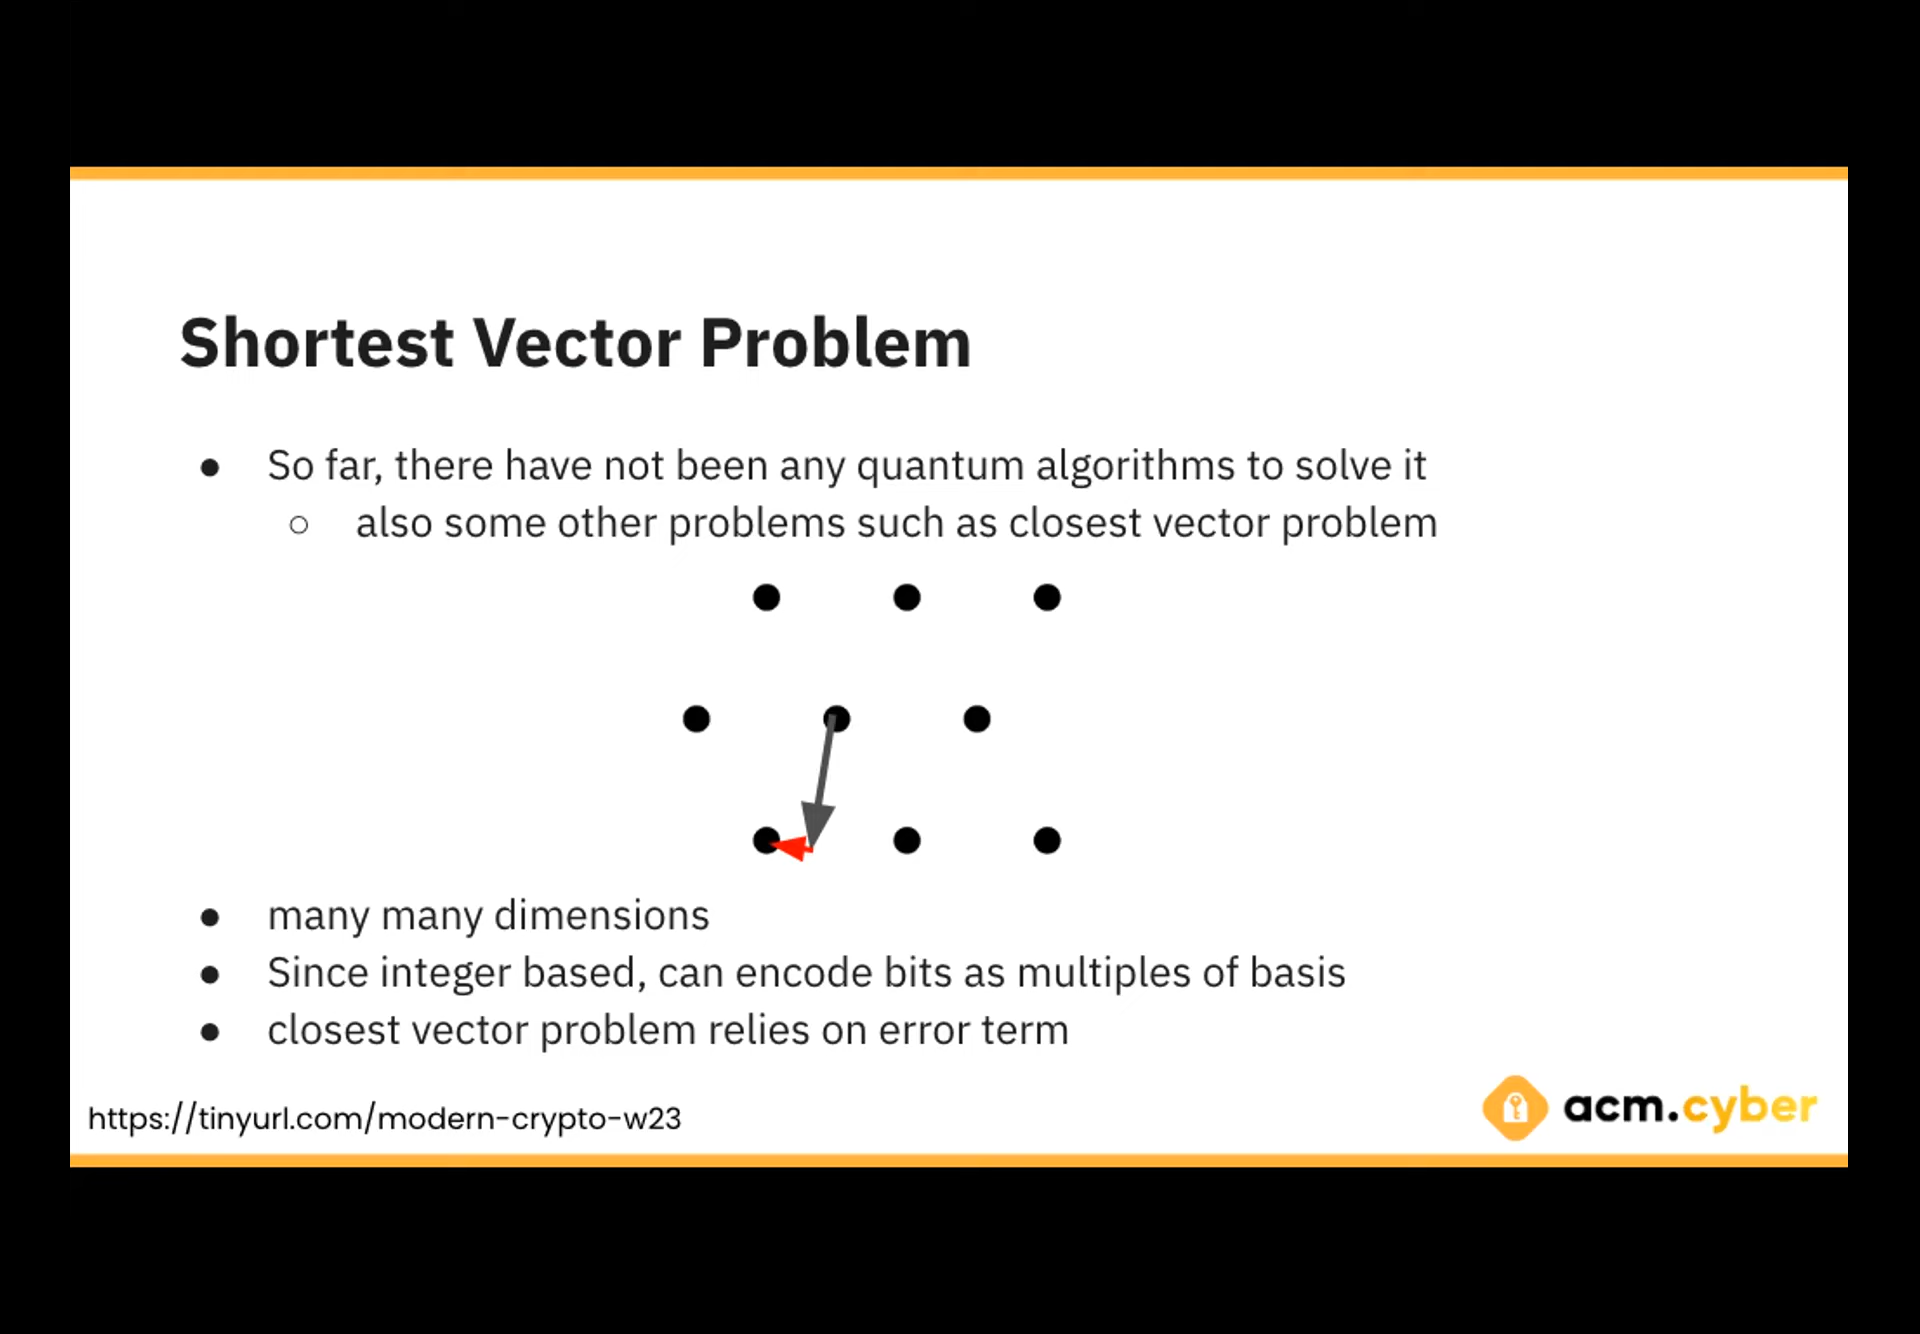 Shortest Vector Problem
● So far, there have not been any quantum algorithms to solve it
○ also some other problems such as closest vector problem
● many many dimensions
● Since integer based, can encode bits as multiples of basis
● closest vector problem relies on error term
https://tinyurl.com/modern-crypto-w23
acm.cyber